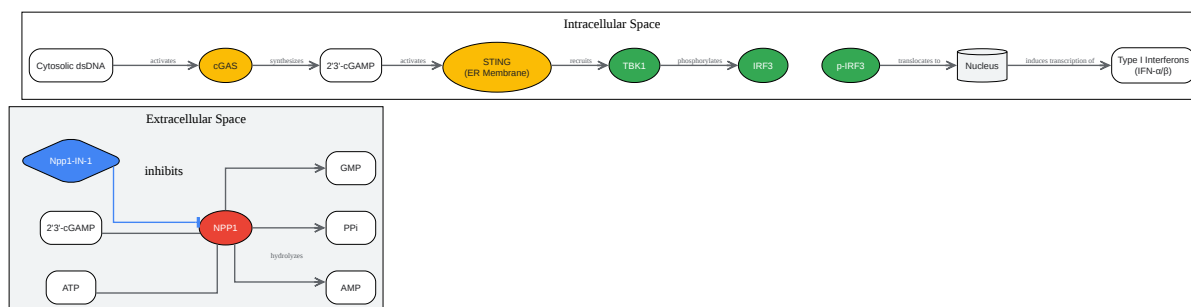 Intracellular Space
Cytosolic dsDNA
activates
cGAS
synthesizes
2'3'-cGAMP
activates
STING
(ER Membrane)
recruits
TBK1
phosphorylates
IRF3
p-IRF3
translocates to
Nucleus
induces transcription of
Type I Interferons
(IFN-α/β)
Extracellular Space
Npp1-IN-1
inhibits
GMP
2'3'-cGAMP
NPP1
PPi
hydrolyzes
ATP
AMP